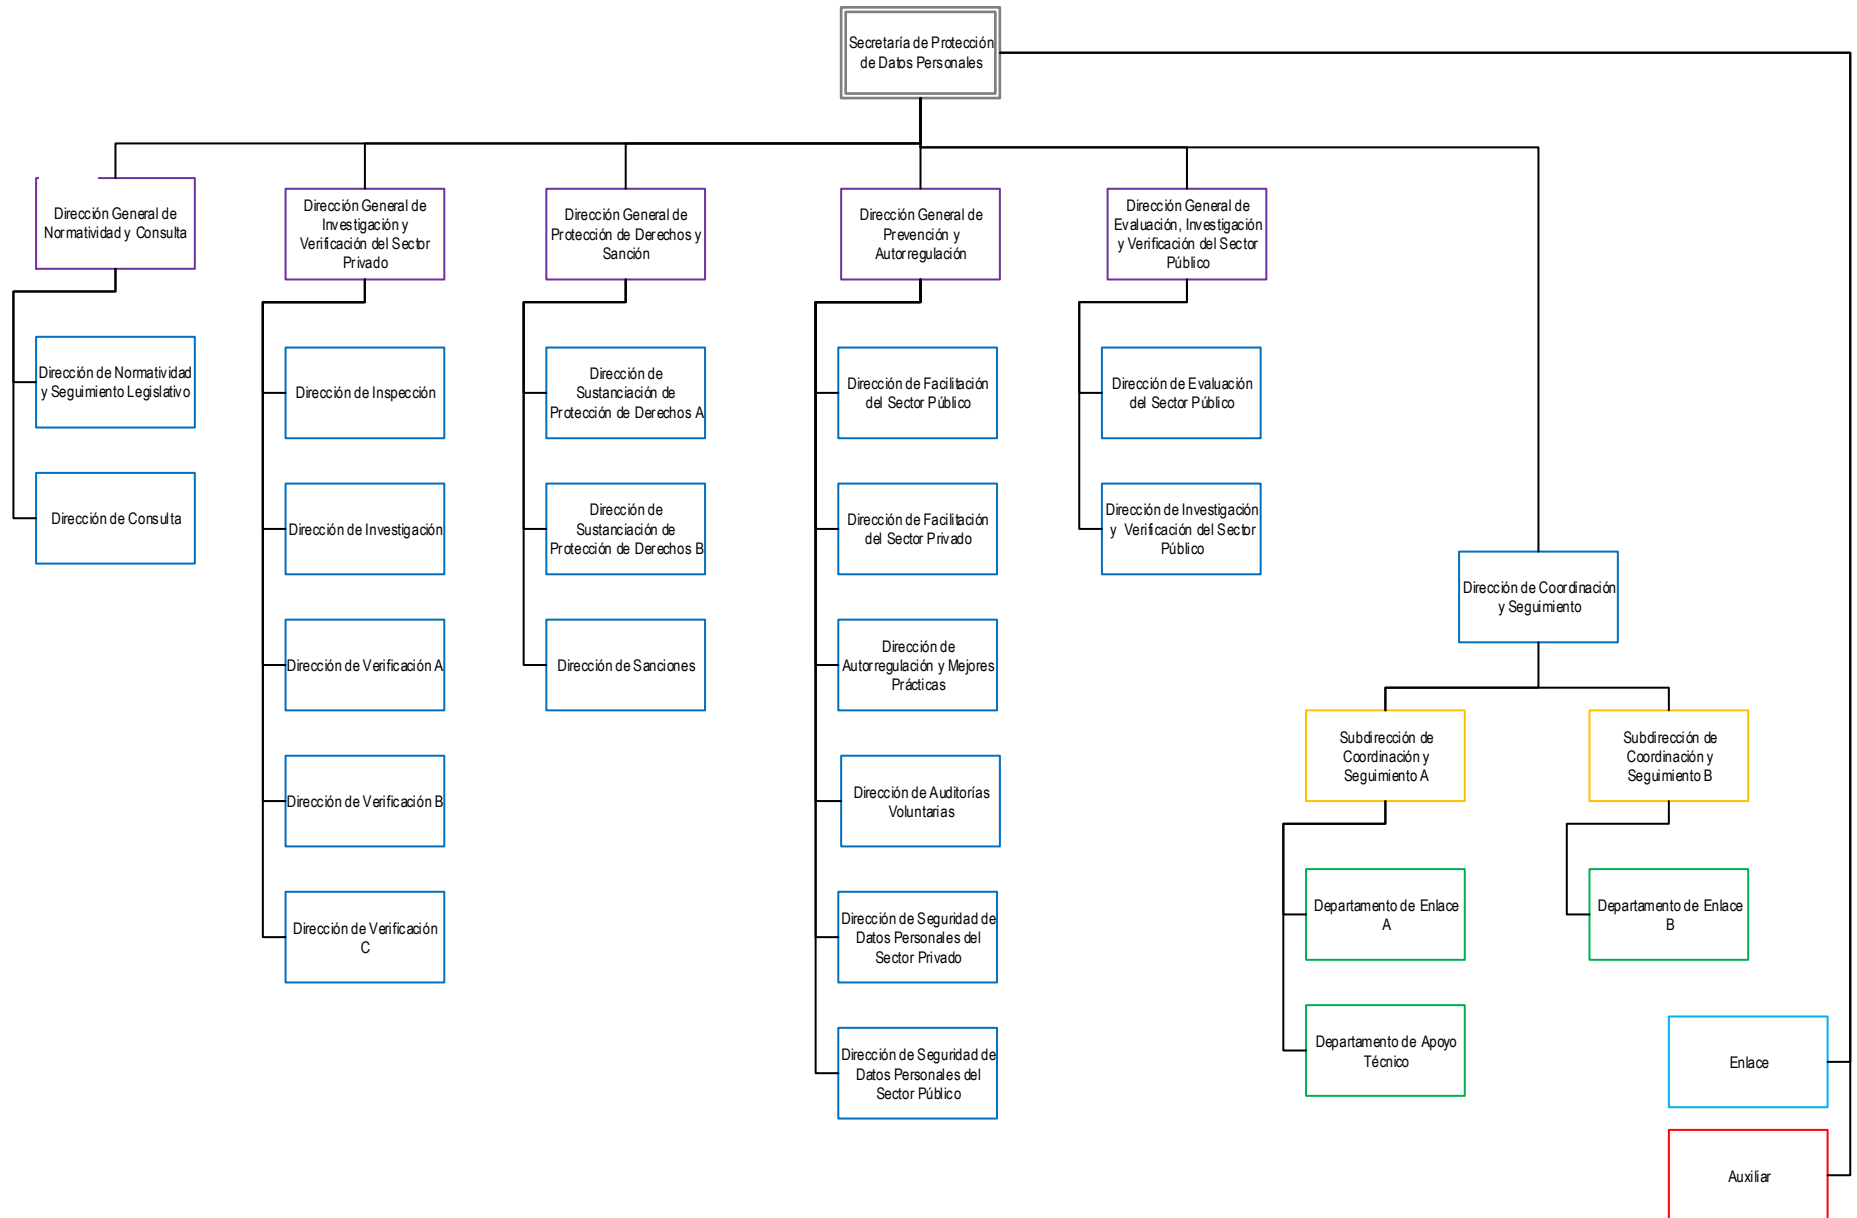 Secretaría de Protección
de Datos Personales
Dirección General de
Normatividad y Consulta
Dirección General de
Investigación y
Verificación del Sector
Privado
Dirección General de
Protección de Derechos y
Sanción
Dirección General de
Prevención y
Autorregulación
Dirección General de
Evaluación, Investigación
y Verificación del Sector
Público
Dirección de Normatividad
y Seguimiento Legislativo
Dirección de Consulta
Dirección de Inspección
Dirección de Investigación
Dirección de Verificación A
Dirección de Verificación B
Dirección de Verificación
C
Dirección de
Sustanciación de
Protección de Derechos A
Dirección de
Sustanciación de
Protección de Derechos B
Dirección de Sanciones
Dirección de Facilitación
del Sector Público
Dirección de Facilitación
del Sector Privado
Dirección de
Autorregulación y Mejores
Prácticas
Dirección de Auditorías
Voluntarias
Dirección de Seguridad de
Datos Personales del
Sector Privado
Dirección de Seguridad de
Datos Personales del
Sector Público
Dirección de Evaluación
del Sector Público
Dirección de Investigación
y Verificación del Sector
Público
Dirección de Coordinación
y Seguimiento
Subdirección de
Coordinación y
Seguimiento A
Subdirección de
Coordinación y
Seguimiento B
Departamento de Enlace
A
Departamento de Apoyo
Técnico
Departamento de Enlace
B
Enlace
Auxiliar